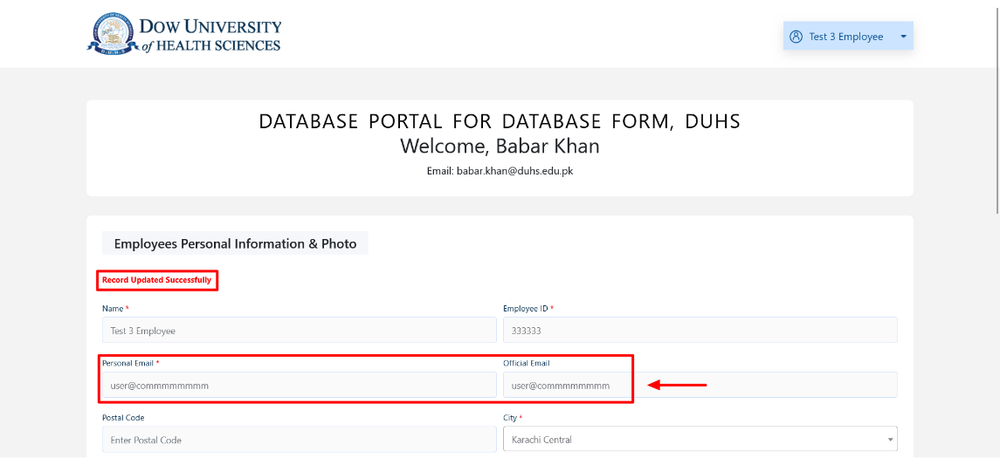 DOW UNIVERSITY
of HEALTH SCIENCES
D.U.H.S
Test 3 Employee
DATABASE PORTAL FOR DATABASE FORM, DUHS
Welcome, Babar Khan
Email: babar.khan@duhs.edu.pk
Employees Personal Information & Photo
Record Updated Successfully
Name * Employee ID *
Test 3 Employee 333333
Personal Email * Official Email
user@commmmmmmm user@commmmmmmm
Postal Code City *
Enter Postal Code Karachi Central